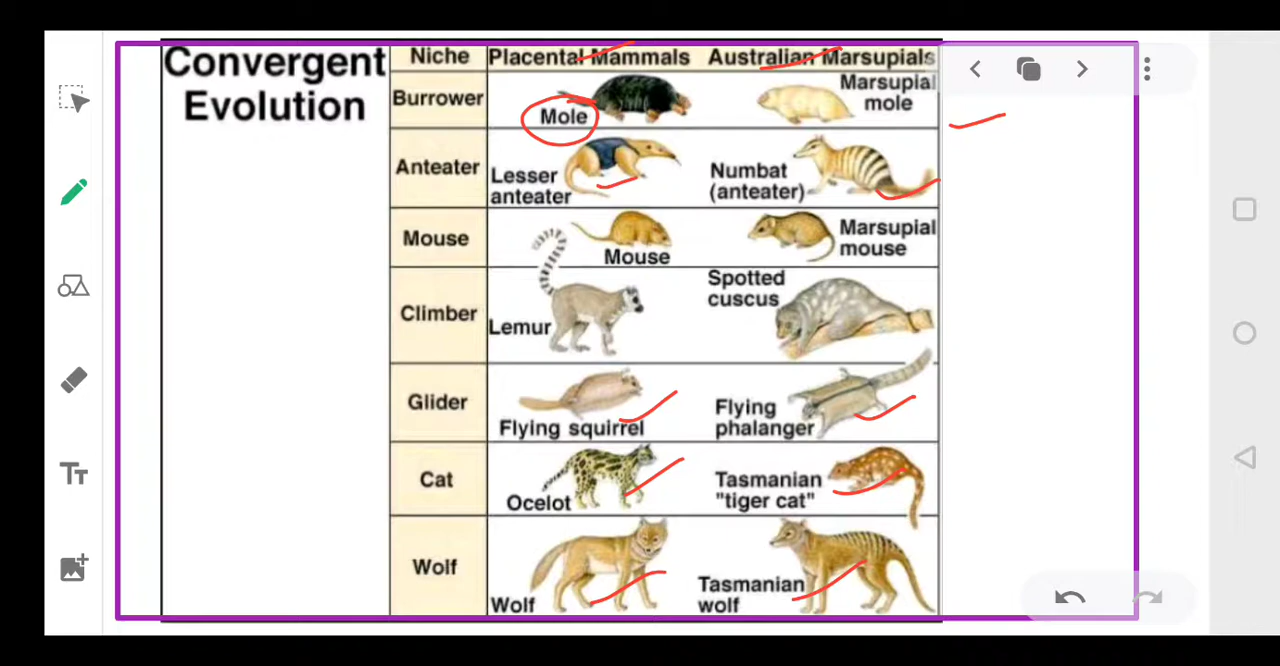 Convergent
Evolution
Niche Placental Mammals Australian Marsupials
Burrower
Mole
Marsupial
mole
Anteater
Lesser
anteater
Numbat
(anteater)
Mouse
Mouse
Marsupial
mouse
Climber
Lemur
Spotted
cuscus
Glider
Flying squirrel
Flying
phalanger
Cat
Ocelot
Tasmanian
"tiger cat"
Wolf
Wolf
Tasmanian
wolf
TT